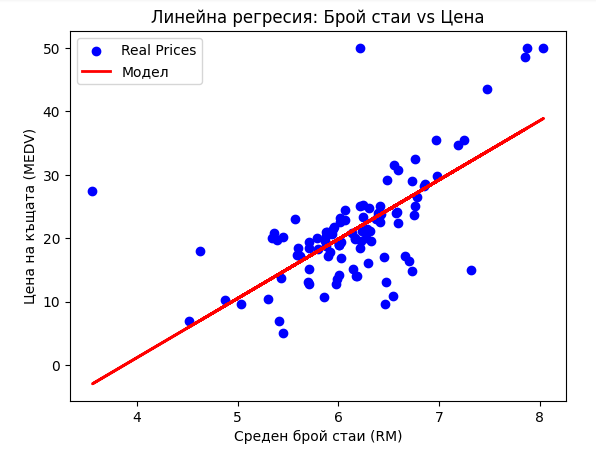 Линейна регресия: Брой стаи vs Цена
Real Prices
Модел
Цена на къщата (MEDV)
50
40
30
20
10
0
4
5
6
7
8
Среден брой стаи (RM)